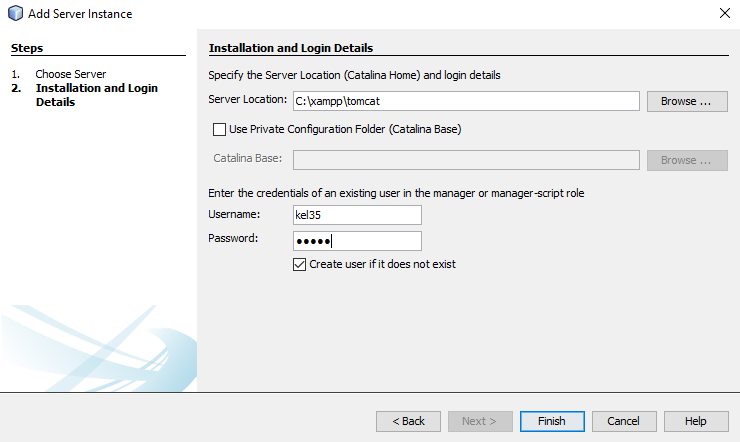 Add Server Instance
Steps
1. Choose Server
2. Installation and Login
Details
Installation and Login Details
Specify the Server Location (Catalina Home) and login details
Server Location: C:\xampp\tomcat Browse ...
Use Private Configuration Folder (Catalina Base)
Catalina Base: Browse ...
Enter the credentials of an existing user in the manager or manager-script role
Username: kel35
Password: ●●●●●
Create user if it does not exist
< Back Next > Finish Cancel Help